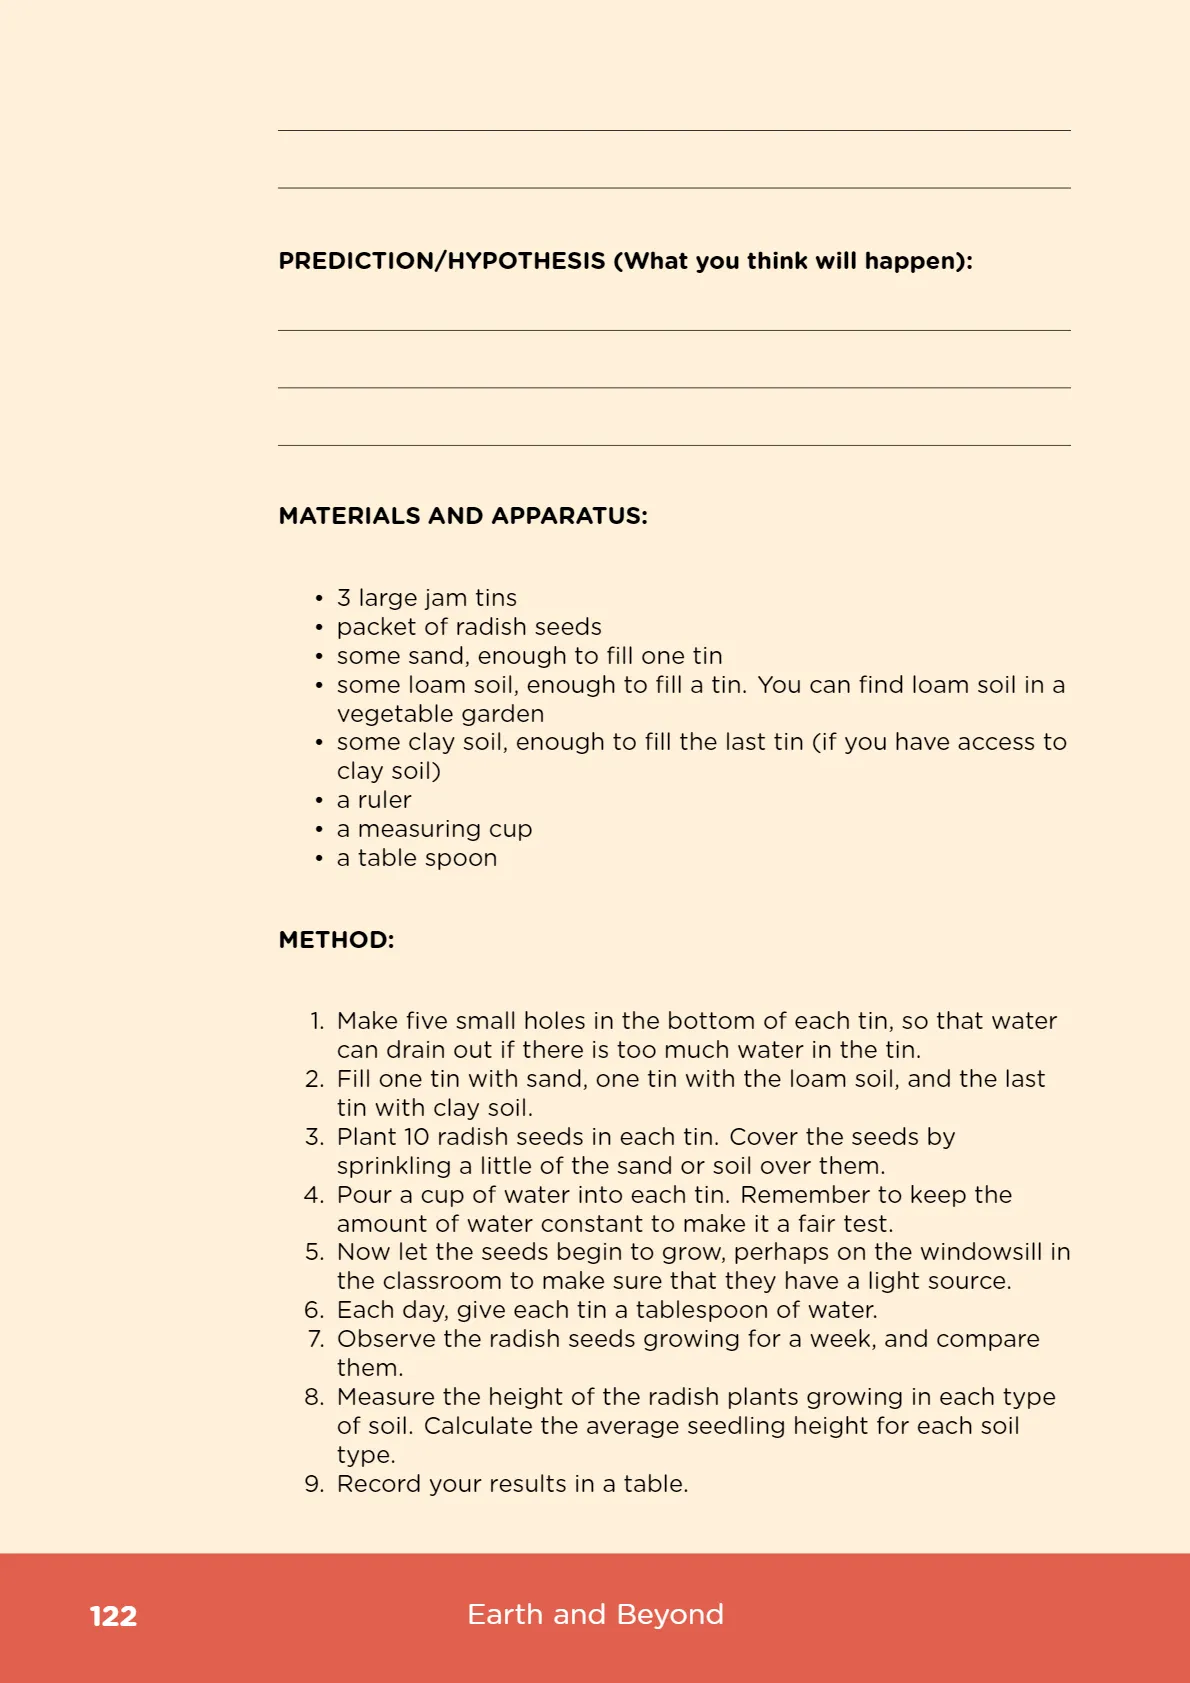 PREDICTION/HYPOTHESIS (What you think will happen):
MATERIALS AND APPARATUS:
• 3 large jam tins
• packet of radish seeds
• some sand, enough to fill one tin
• some loam soil, enough to fill a tin. You can find loam soil in a
vegetable garden
• some clay soil, enough to fill the last tin (if you have access to
clay soil)
• a ruler
• a measuring cup
• a table spoon
METHOD:
1. Make five small holes in the bottom of each tin, so that water
can drain out if there is too much water in the tin.
2. Fill one tin with sand, one tin with the loam soil, and the last
tin with clay soil.
3. Plant 10 radish seeds in each tin. Cover the seeds by
sprinkling a little of the sand or soil over them.
4. Pour a cup of water into each tin. Remember to keep the
amount of water constant to make it a fair test.
5. Now let the seeds begin to grow, perhaps on the windowsill in
the classroom to make sure that they have a light source.
6. Each day, give each tin a tablespoon of water.
7. Observe the radish seeds growing for a week, and compare
them.
8. Measure the height of the radish plants growing in each type
of soil. Calculate the average seedling height for each soil
type.
9. Record your results in a table.
122
Earth and Beyond